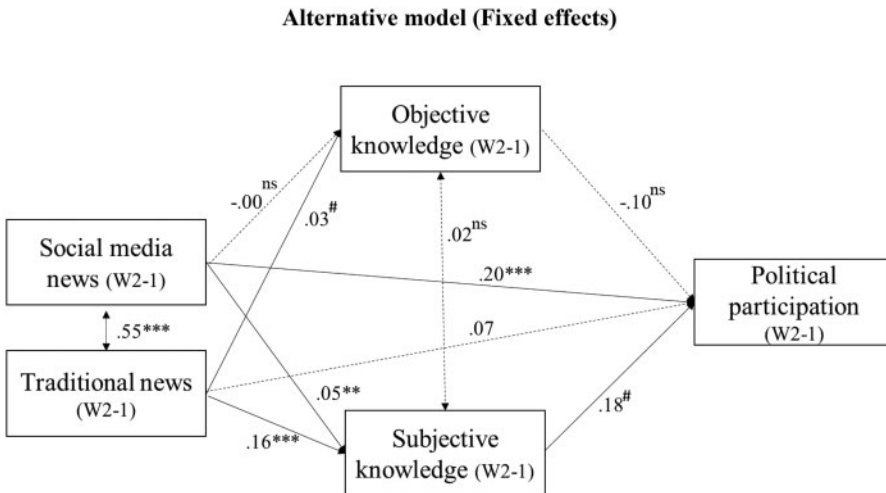 Alternative model (Fixed effects)
Objective
knowledge (W2-1)
-.00ns
.03#
.02ns
-.10ns
Social media
news (W2-1)
.20***
Political
participation
(W2-1)
.55***
.07
Traditional news
(W2-1)
.05**
.16***
.18#
Subjective
knowledge (W2-1)